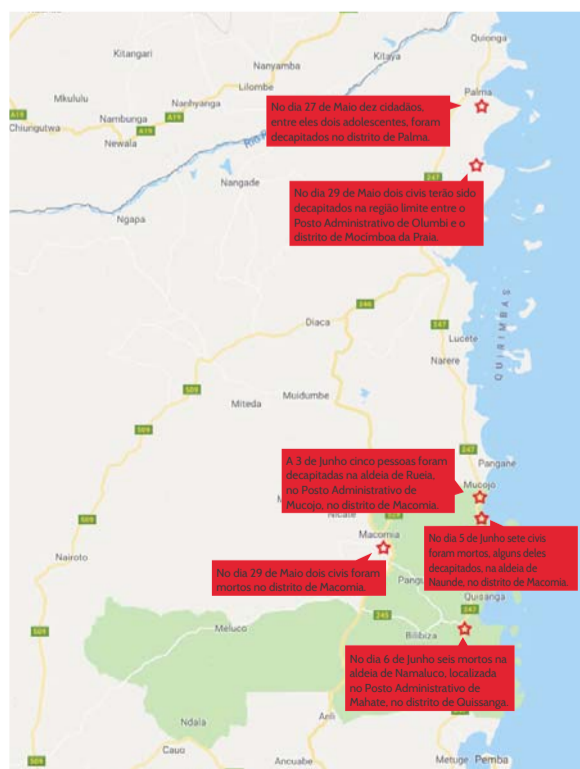 Quionga
Kitangari
Kitaya
Nanyamba
Lilombe
Palma
Mkululu
Nanhyanga
A19
A19
Nambunga
Chiungutwa
A19
Newala
No dia 27 de Maio dez cidadãos,
entre eles dois adolescentes, foram
decapitados no distrito de Palma.
247
Nangade
No dia 29 de Maio dois civis terão sido
decapitados na região limite entre o
Posto Administrativo de Olumbi e o
distrito de Mocimboa da Praia.
Ngapa
QUIRIMBAS
246
Diaca
247
Lucete
Narere
509
Muidumbe
Miteda
247
A 3 de Junho cinco pessoas foram
decapitadas na aldeia de Rueia,
no Posto Administrativo de
Mucojo, no distrito de Macomia.
Pangane
Mucojo
509
Macomia
Nairoto
No dia 5 de Junho sete civis
foram mortos, alguns deles
decapitados, na aldeia de
Naunde, no distrito de Macomia.
No dia 29 de Maio dois civis foram
mortos no distrito de Macomia.
Quisanga
247
245
509
Meluco
Bilibiza
No dia 6 de Junho seis mortos na
aldeia de Namaluco, localizada
no Posto Administrativo de
Mahate, no distrito de Quissanga.
Ndala
509
Cauo
Ancuabe
Metuge
Pemba